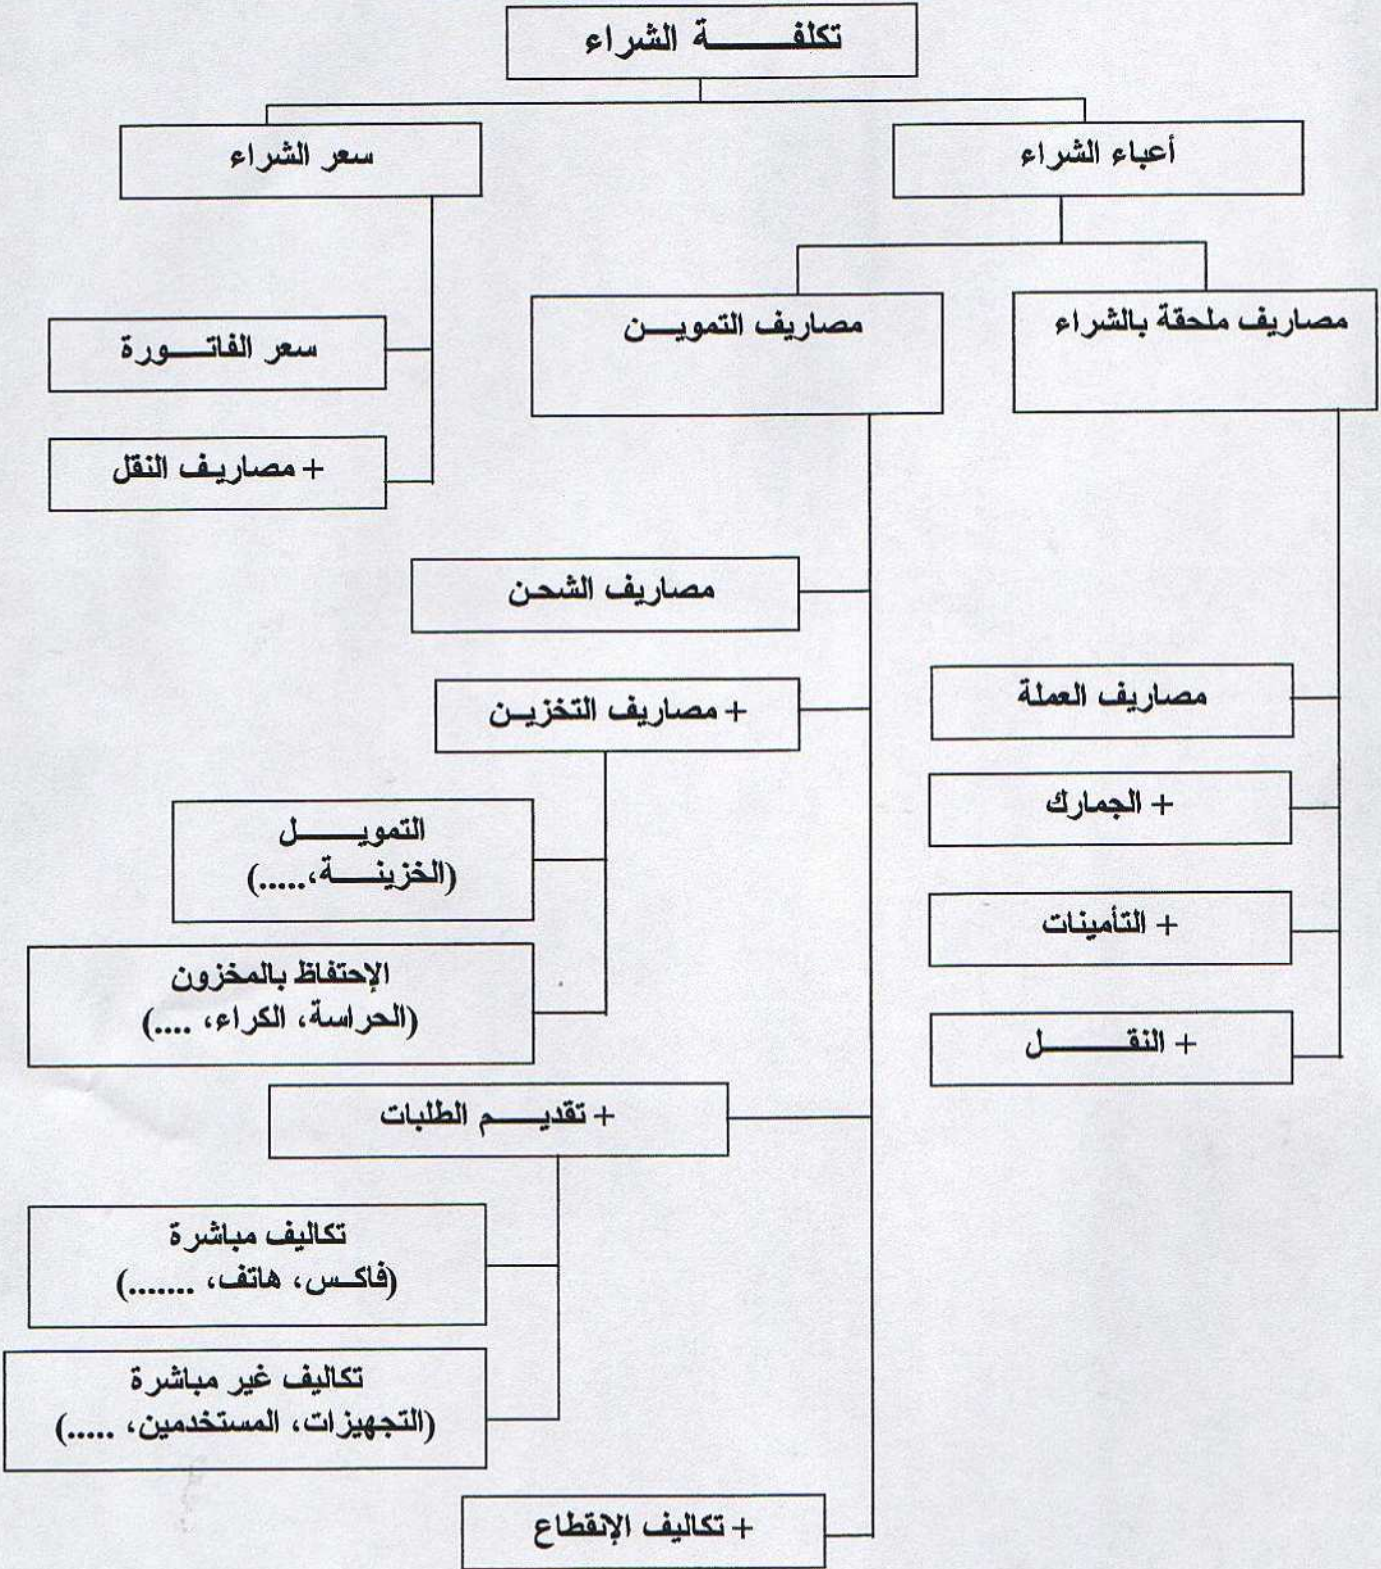 تكلفة الشراء
أعباء الشراء
سعر الشراء
مصاريف ملحقة بالشراء
مصاريف التموين
سعر الفاتورة
+ مصاريف النقل
مصاريف الشحن
+ مصاريف التخزين
مصاريف العملة
+ الجمارك
التمويل
(الخزينة،.....)
+ التأمينات
الإحتفاظ بالمخزون
(الحراسة، الكراء، ....)
+ النقل
+ تقديم الطلبات
تكاليف مباشرة
(فاكس، هاتف، .......)
تكاليف غير مباشرة
(التجهيزات، المستخدمين، .....)
+ تكاليف الإنقطاع